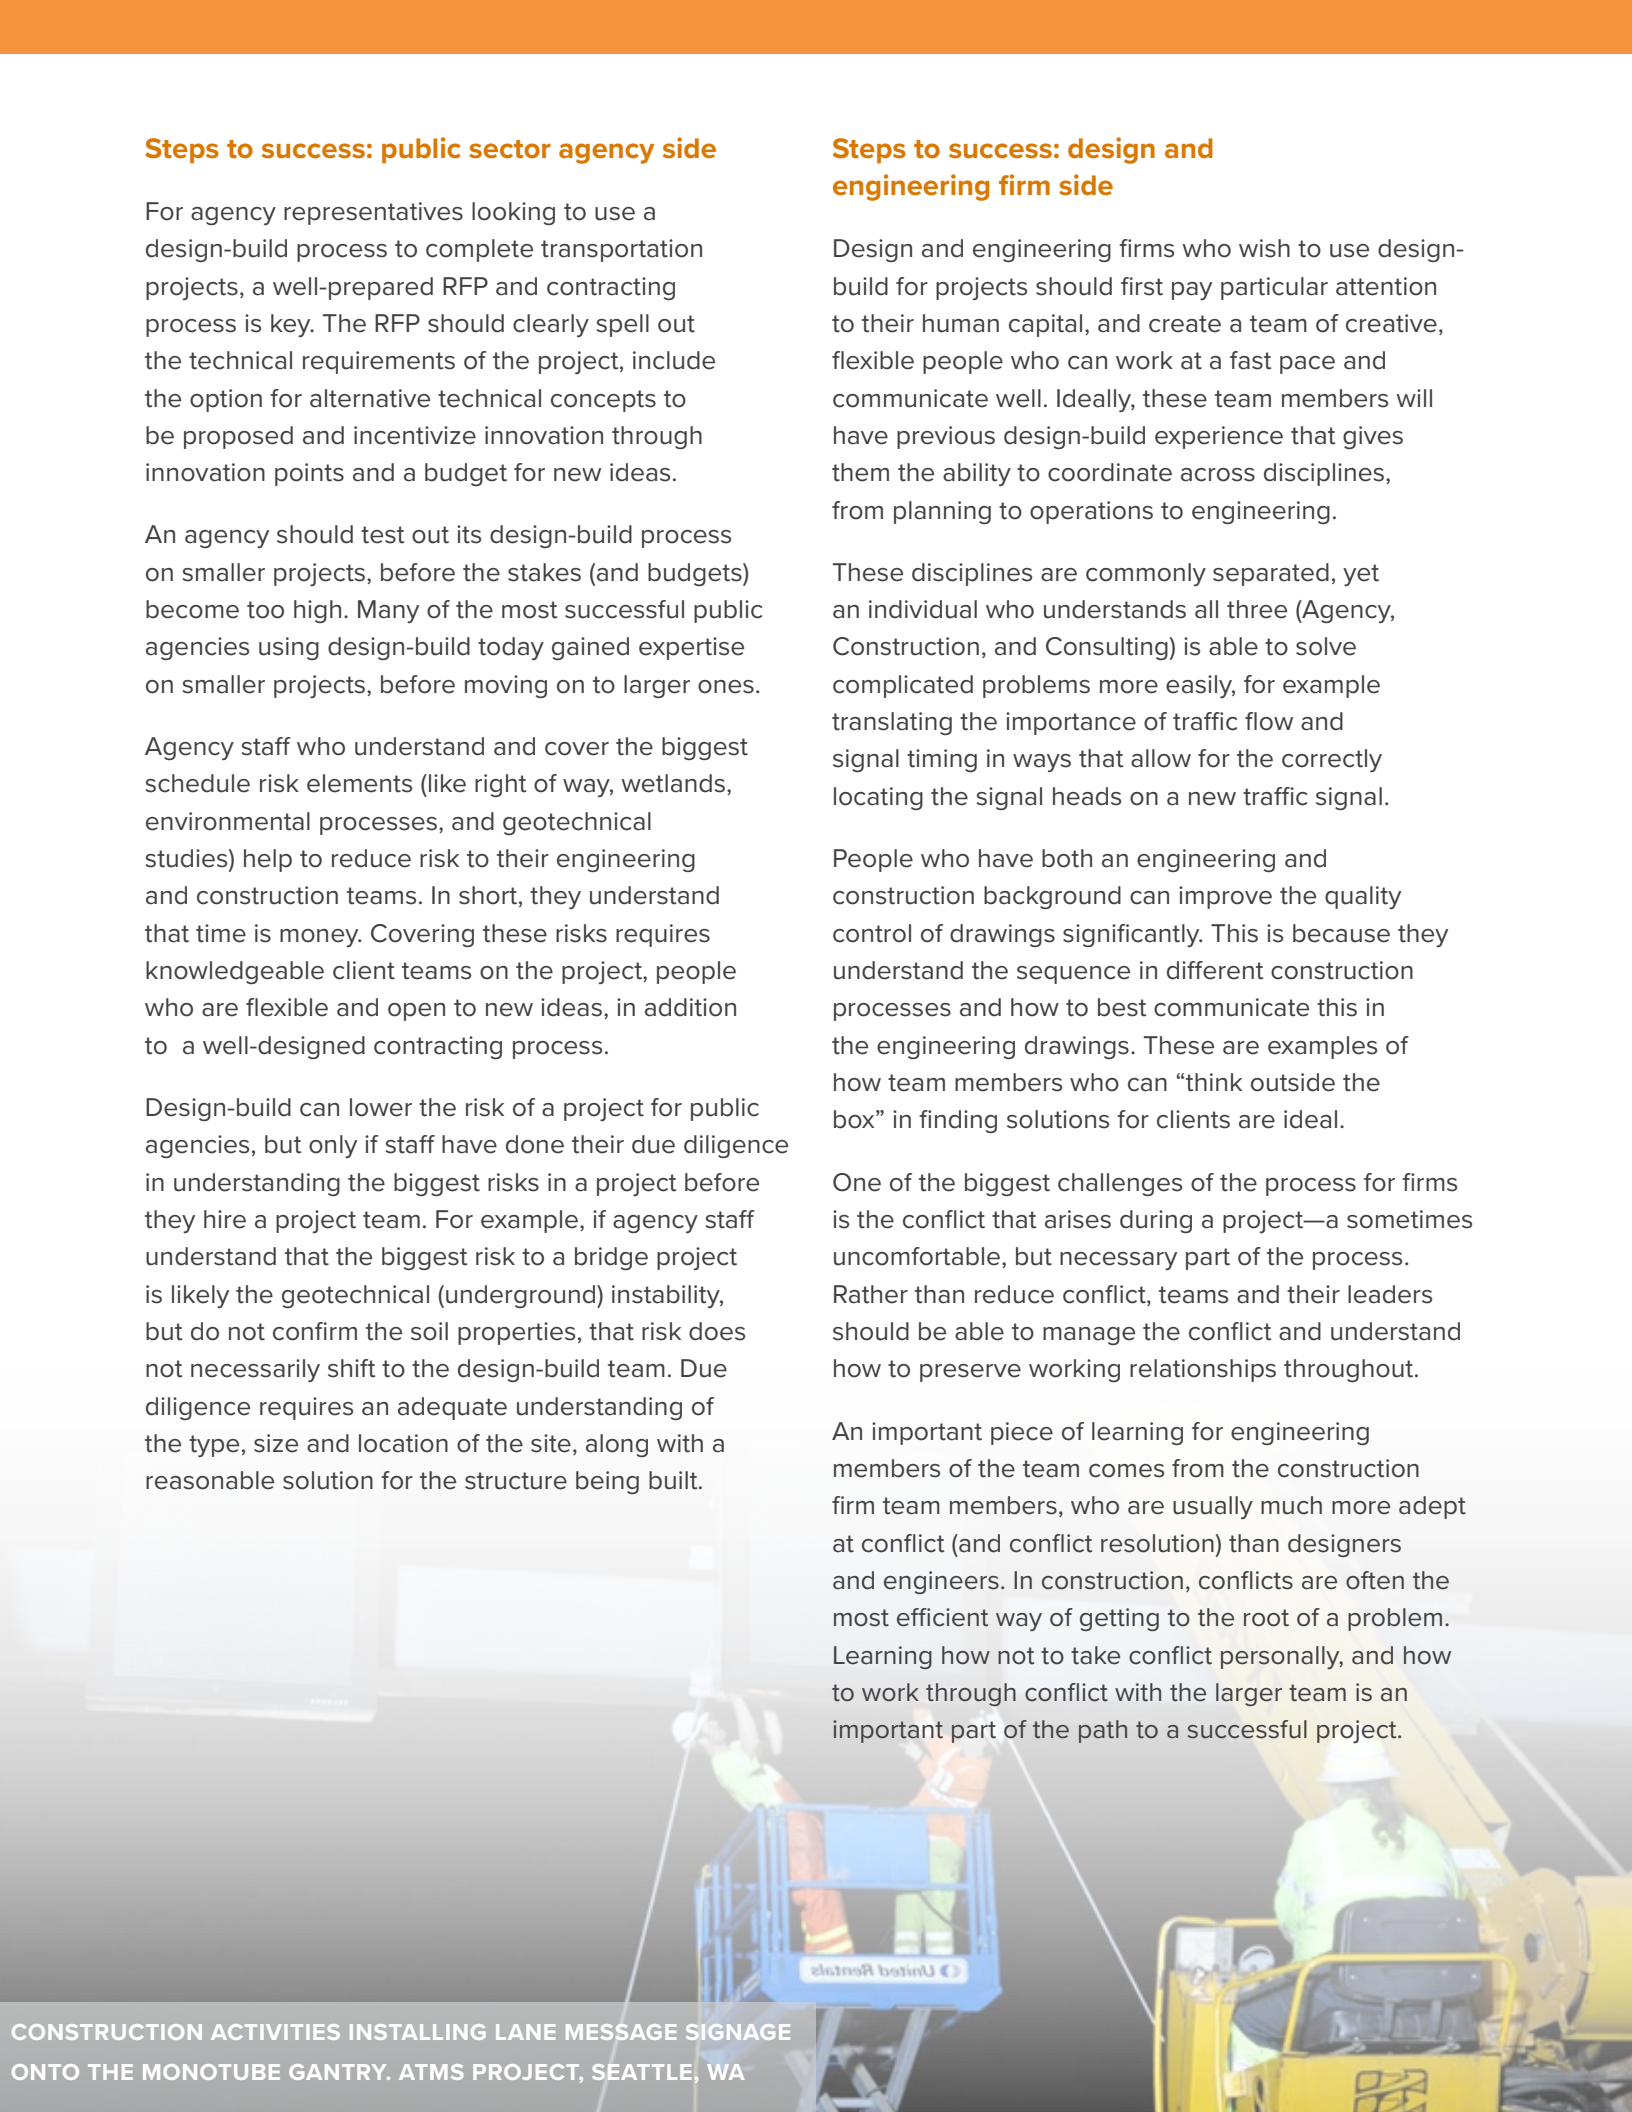 Steps to success: public sector agency side
For agency representatives looking to use a
design-build process to complete transportation
projects, a well-prepared RFP and contracting
process is key. The RFP should clearly spell out
the technical requirements of the project, include
the option for alternative technical concepts to
be proposed and incentivize innovation through
innovation points and a budget for new ideas.
An agency should test out its design-build process
on smaller projects, before the stakes (and budgets)
become too high. Many of the most successful public
agencies using design-build today gained expertise
on smaller projects, before moving on to larger ones.
Agency staff who understand and cover the biggest
schedule risk elements (like right of way, wetlands,
environmental processes, and geotechnical
studies) help to reduce risk to their engineering
and construction teams. In short, they understand
that time is money. Covering these risks requires
knowledgeable client teams on the project, people
who are flexible and open to new ideas, in addition
to  a well-designed contracting process.
Design-build can lower the risk of a project for public
agencies, but only if staff have done their due diligence
in understanding the biggest risks in a project before
they hire a project team. For example, if agency staff
understand that the biggest risk to a bridge project
is likely the geotechnical (underground) instability,
but do not confirm the soil properties, that risk does
not necessarily shift to the design-build team. Due
diligence requires an adequate understanding of
the type, size and location of the site, along with a
reasonable solution for the structure being built.
Steps to success: design and
engineering firm side
Design and engineering firms who wish to use design-
build for projects should first pay particular attention
to their human capital, and create a team of creative,
flexible people who can work at a fast pace and
communicate well. Ideally, these team members will
have previous design-build experience that gives
them the ability to coordinate across disciplines,
from planning to operations to engineering.
These disciplines are commonly separated, yet
an individual who understands all three (Agency,
Construction, and Consulting) is able to solve
complicated problems more easily, for example
translating the importance of traffic flow and
signal timing in ways that allow for the correctly
locating the signal heads on a new traffic signal.
People who have both an engineering and
construction background can improve the quality
control of drawings significantly. This is because they
understand the sequence in different construction
processes and how to best communicate this in
the engineering drawings. These are examples of
how team members who can “think outside the
box” in finding solutions for clients are ideal.
One of the biggest challenges of the process for firms
is the conflict that arises during a project—a sometimes
uncomfortable, but necessary part of the process.
Rather than reduce conflict, teams and their leaders
should be able to manage the conflict and understand
how to preserve working relationships throughout.
An important piece of learning for engineering
members of the team comes from the construction
firm team members, who are usually much more adept
at conflict (and conflict resolution) than designers
and engineers. In construction, conflicts are often the
most efficient way of getting to the root of a problem.
Learning how not to take conflict personally, and how
to work through conflict with the larger team is an
important part of the path to a successful project.
United Rentals
CONSTRUCTION ACTIVITIES INSTALLING LANE MESSAGE SIGNAGE
ONTO THE MONOTUBE GANTRY. ATMS PROJECT, SEATTLE, WA